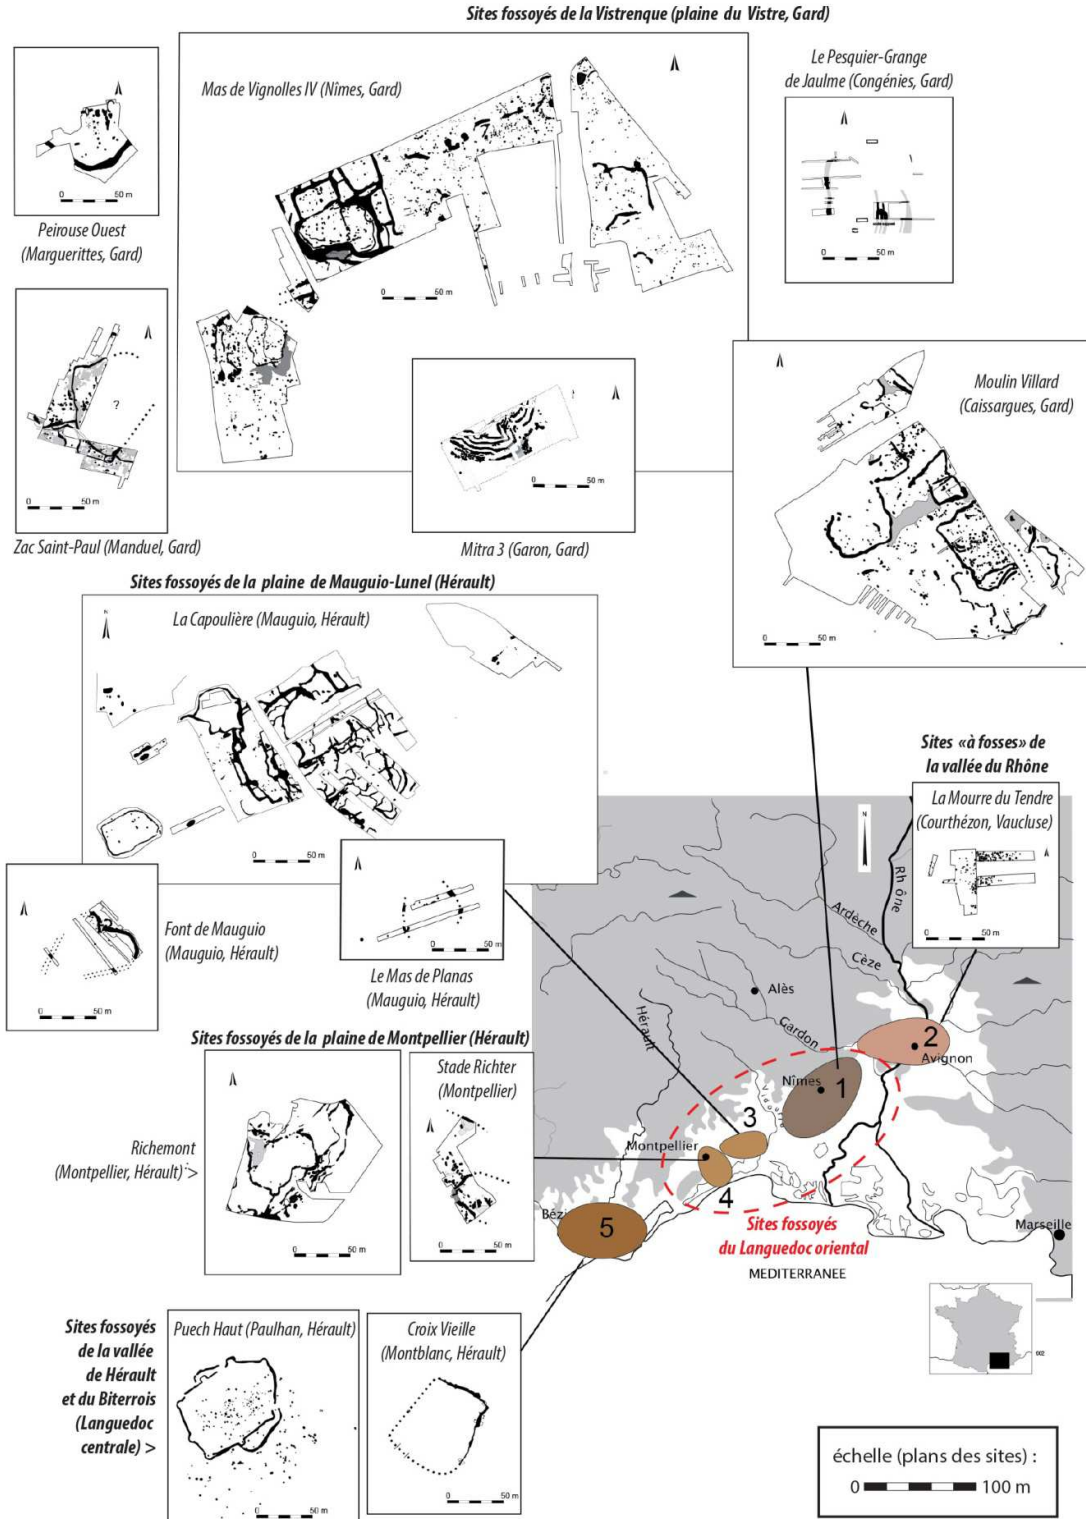 Sites fossoyés de la Vistrenque (plaine du Vistre, Gard)
Mas de Vignolles IV (Nîmes, Gard)
0 50 m
Le Pesquier-Grange
de Jaulme (Congénies, Gard)
0 50 m
0 50 m
Peirouse Ouest
(Marguerittes, Gard)
?
0 50 m
Zac Saint-Paul (Manduel, Gard)
0 50 m
Mitra 3 (Garon, Gard)
Moulin Villard
(Caissargues, Gard)
0 50 m
Sites fossoyés de la plaine de Mauguio-Lunel (Hérault)
N
La Capoulière (Mauguio, Hérault)
0 50 m
Font de Mauguio
(Mauguio, Hérault)
0 50 m
0 50 m
Le Mas de Planas
(Mauguio, Hérault)
Sites «à fosses» de
la vallée du Rhône
La Mourre du Tendre
(Courthézon, Vaucluse)
0 50 m
Sites fossoyés de la plaine de Montpellier (Hérault)
Richemont
(Montpellier, Hérault) >
0 50 m
Stade Richter
(Montpellier)
0 50 m
N
Rh ône
Ardèche
Cèze
Alès
Gardon
Hérault
2
Avignon
Nîmes
1
3
Montpellier
4
Bézi
5
Marseille
Sites fossoyés
du Languedoc oriental
MEDITERRANEE
Sites fossoyés
de la vallée
de Hérault
et du Biterrois
(Languedoc
centrale) >
Puech Haut (Paulhan, Hérault)
0 50 m
Croix Vieille
(Montblanc, Hérault)
0 50 m
échelle (plans des sites) :
0 100 m